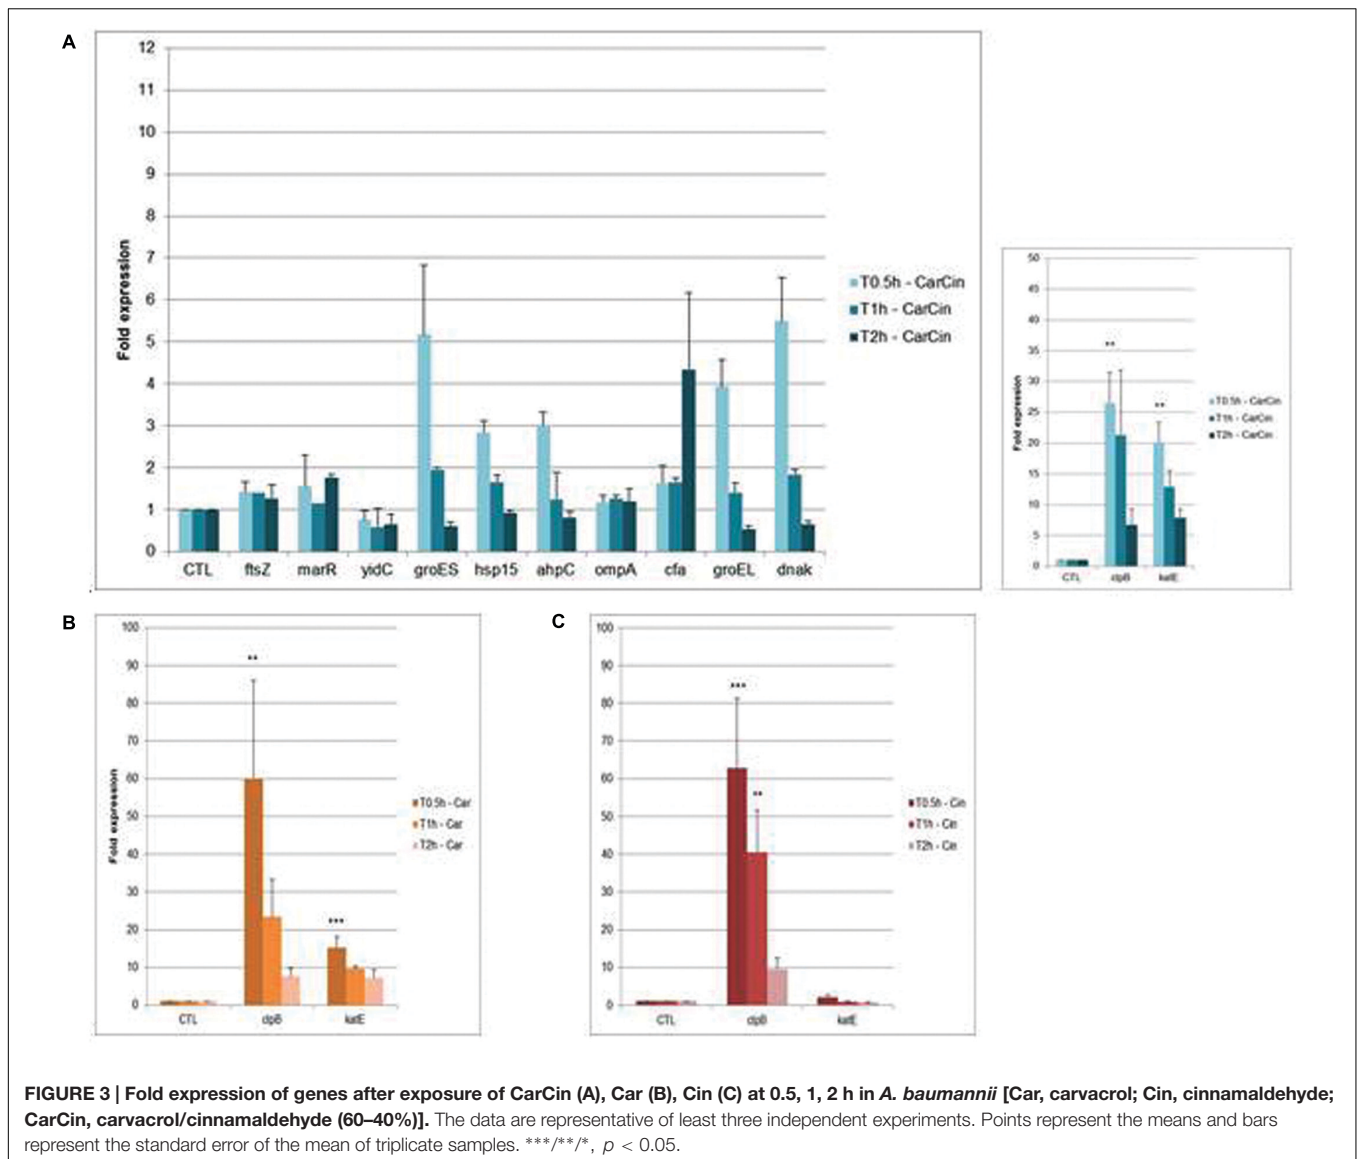 A
12
11
10
9
8
7
6
5
4
3
2
1
0
Fold expression
CTL ftsZ marR yidC groES hsp15 ahpC ompA cfa groEL dnak
T0.5h - CarCin
T1h - CarCin
T2h - CarCin
50
45
40
35
30
25
20
15
10
5
0
Fold expression
**
**
CTL clpB katE
T0.5h - CarCin
T1h - CarCin
T2h - CarCin
B
100
90
80
70
60
50
40
30
20
10
0
Fold expression
**
***
CTL clpB katE
T0.5h - Car
T1h - Car
T2h - Car
C
100
90
80
70
60
50
40
30
20
10
0
***
**
CTL clpB katE
T0.5h - Cin
T1h - Cin
T2h - Cin
FIGURE 3 | Fold expression of genes after exposure of CarCin (A), Car (B), Cin (C) at 0.5, 1, 2 h in A. baumannii [Car, carvacrol; Cin, cinnamaldehyde;
CarCin, carvacrol/cinnamaldehyde (60–40%)]. The data are representative of least three independent experiments. Points represent the means and bars
represent the standard error of the mean of triplicate samples. ***/**/*, p < 0.05.